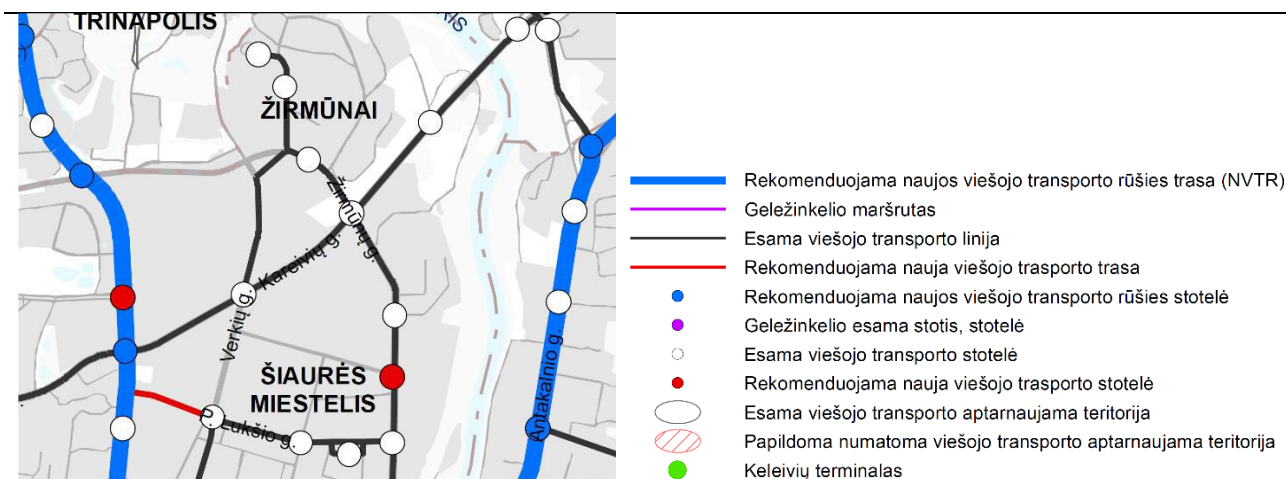 TRINAPOLIS
RIS
ŽIRMŪNAI
Žirmūnų g.
Kareivių g.
Verkių g.
ŠIAURĖS
MIESTELIS
Lukšio g.
Antakalnio g.
Rekomenduojama naujos viešojo transporto rūšies trasa (NVTR)
Geležinkelio maršrutas
Esama viešojo transporto linija
Rekomenduojama nauja viešojo trasporto trasa
Rekomenduojama naujos viešojo transporto rūšies stotelė
Geležinkelio esama stotis, stotelė
Esama viešojo transporto stotelė
Rekomenduojama nauja viešojo trasporto stotelė
Esama viešojo transporto aptarnaujama teritorija
Papildoma numatoma viešojo transporto aptarnaujama teritorija
Keleivių terminalas